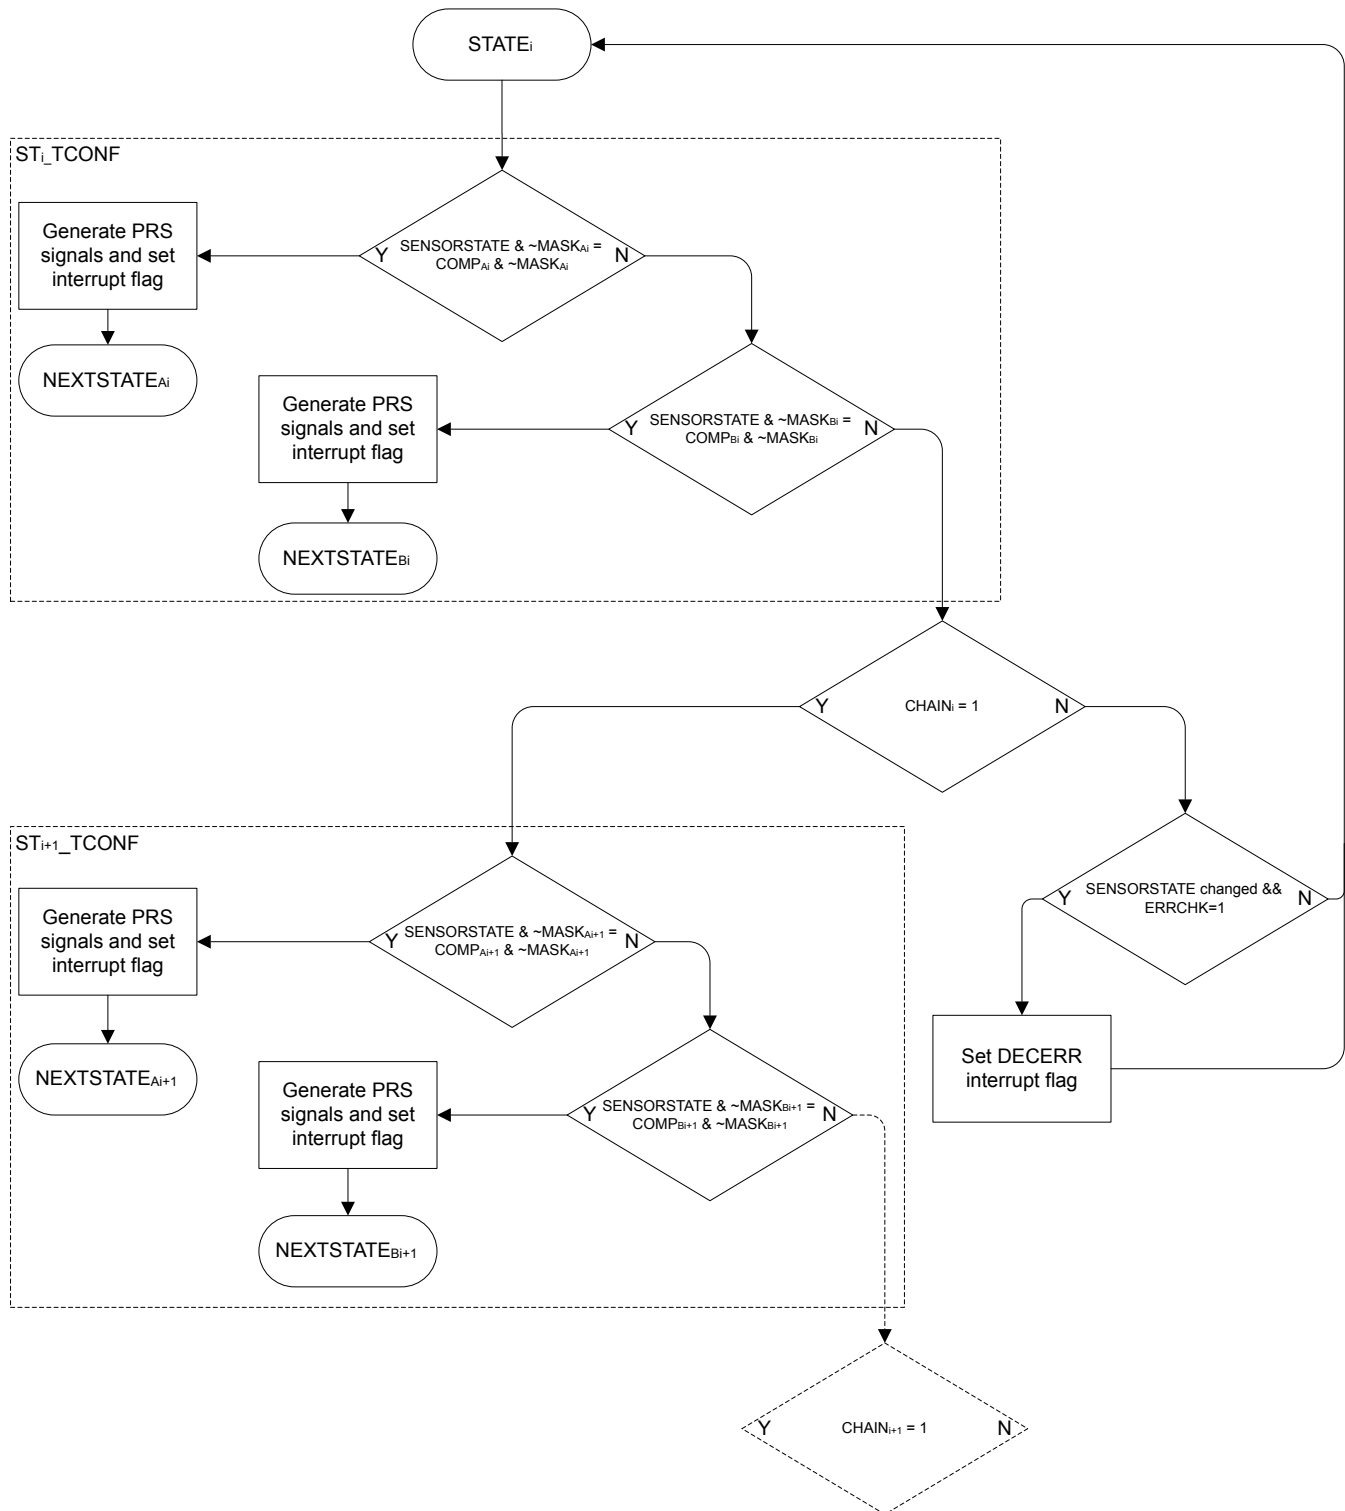 STATEi
STi_TCONF
Generate PRS
signals and set
interrupt flag
Y
SENSORSTATE & ~MASKAi =
COMPAi & ~MASKAi
N
NEXTSTATEAi
Generate PRS
signals and set
interrupt flag
Y
SENSORSTATE & ~MASKBi =
COMPBi & ~MASKBi
N
NEXTSTATEBi
Y
CHAINi = 1
N
STi+1_TCONF
Y
SENSORSTATE changed &&
ERRCHK=1
N
Generate PRS
signals and set
interrupt flag
Y
SENSORSTATE & ~MASKAi+1 =
COMPAi+1 & ~MASKAi+1
N
Set DECERR
interrupt flag
NEXTSTATEAi+1
Generate PRS
signals and set
interrupt flag
Y
SENSORSTATE & ~MASKBi+1 =
COMPBi+1 & ~MASKBi+1
N
NEXTSTATEBi+1
Y
CHAINi+1 = 1
N